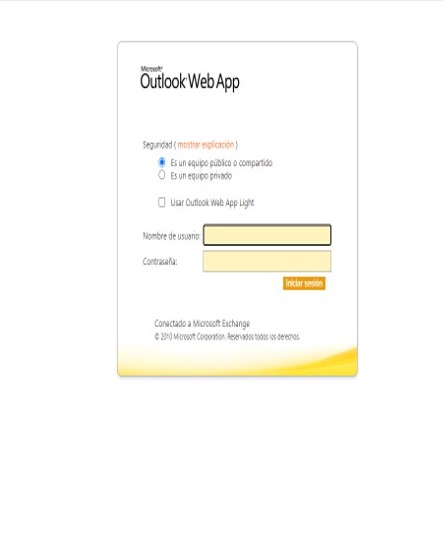 Microsoft®
Outlook Web App
Seguridad ( mostrar explicación )
Es un equipo público o compartido
Es un equipo privado
Usar Outlook Web App Light
Nombre de usuario:
Contraseña:
Iniciar sesión
Conectado a Microsoft Exchange
© 2010 Microsoft Corporation. Reservados todos los derechos.